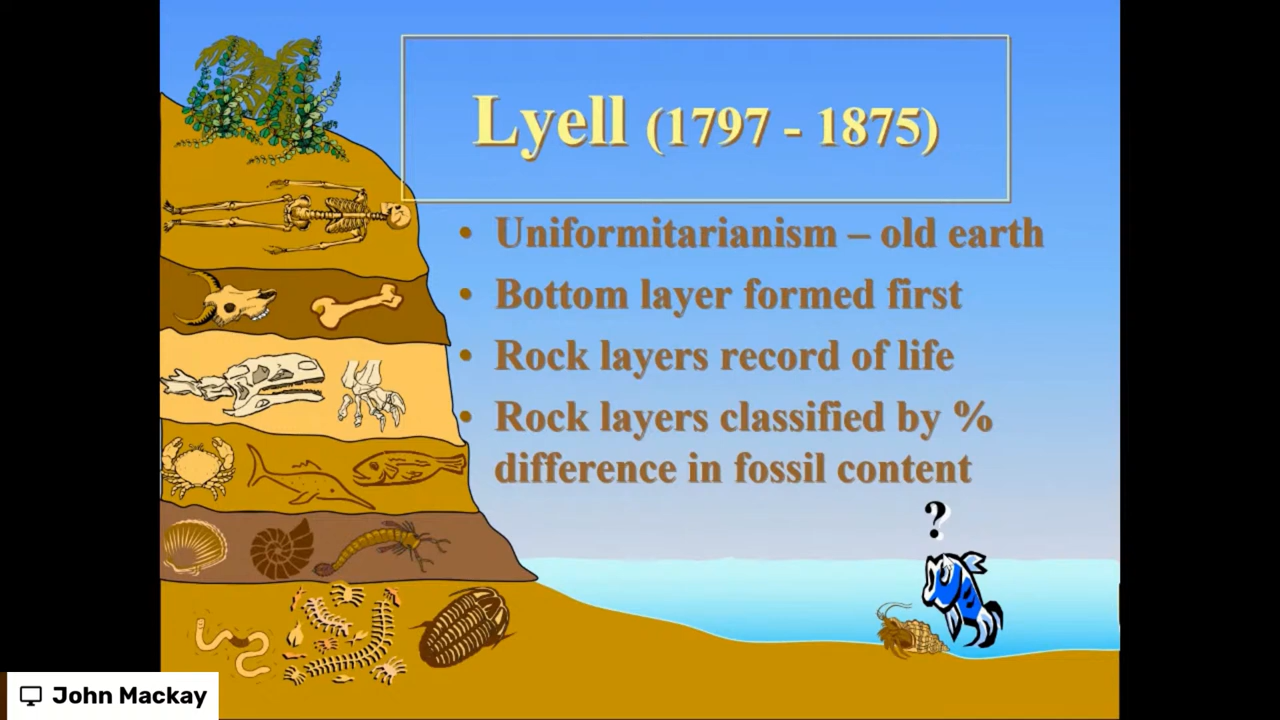 Lyell (1797 - 1875)
• Uniformitarianism – old earth
• Bottom layer formed first
• Rock layers record of life
• Rock layers classified by %
difference in fossil content
?
John Mackay